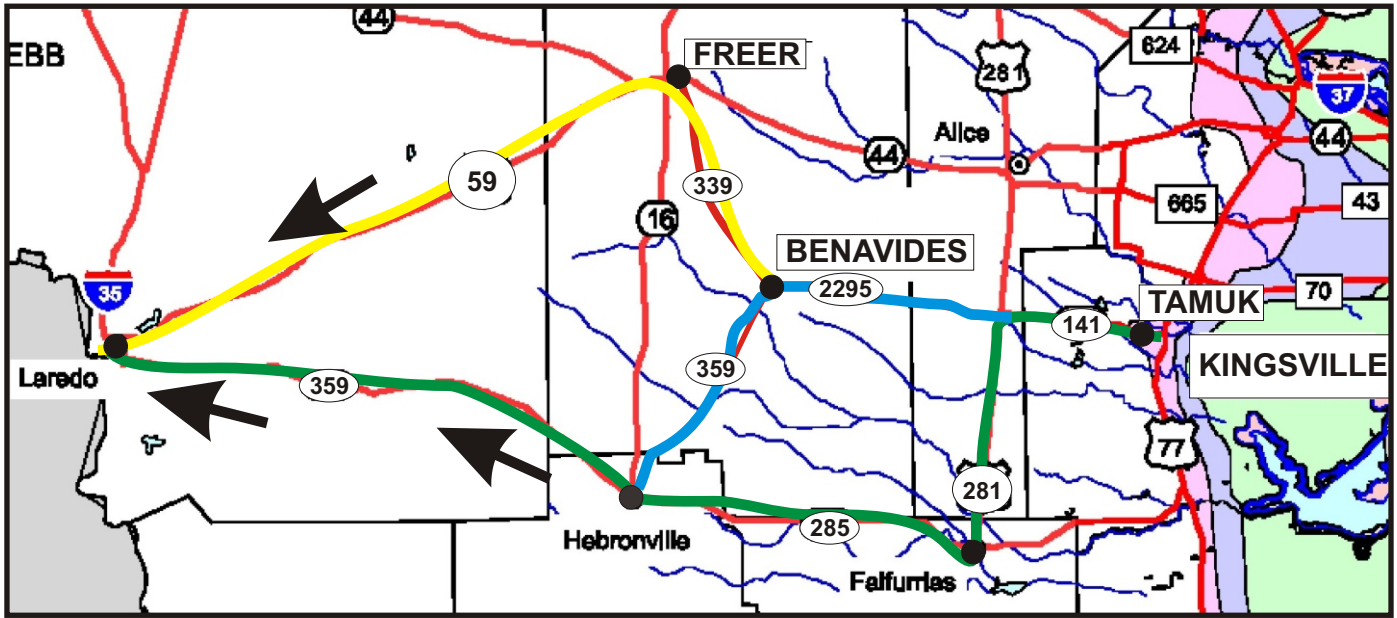 44
EBB
FREER
624
281
37
Alice
44
44
59
339
665
43
16
BENAVIDES
35
2295
70
TAMUK
141
KINGSVILLE
Laredo
359
359
77
281
285
Hebronville
Falfurrias